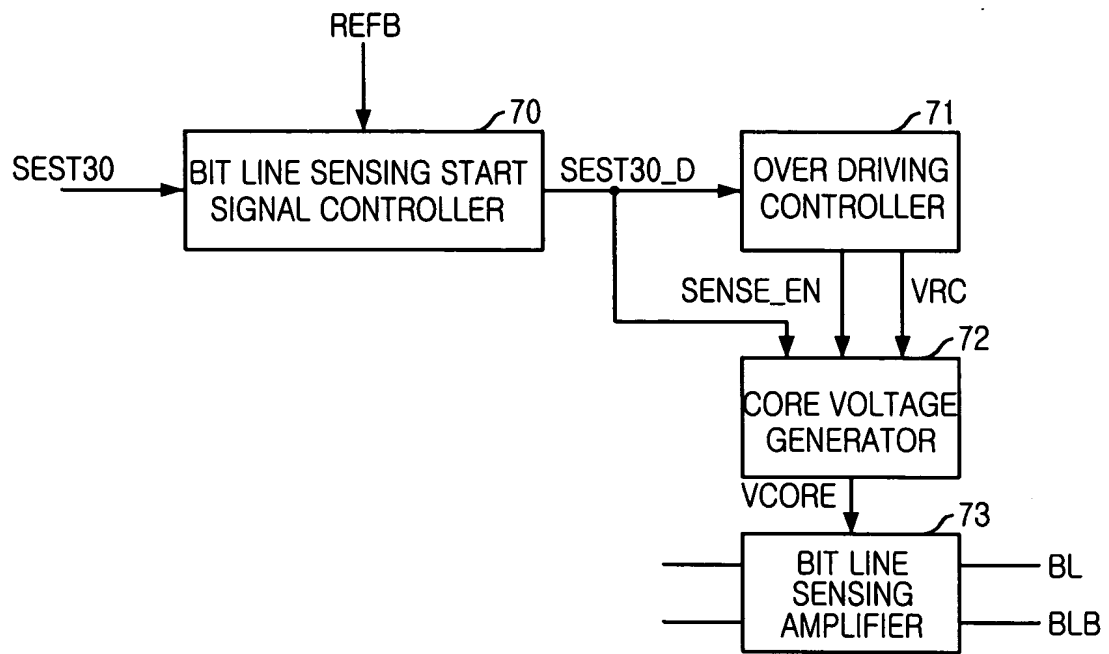 REFB
70
71
SEST30
BIT LINE SENSING START
SIGNAL CONTROLLER
SEST30_D
OVER DRIVING
CONTROLLER
SENSE_EN
VRC
72
CORE VOLTAGE
GENERATOR
VCORE
73
BIT LINE
SENSING
AMPLIFIER
BL
BLB